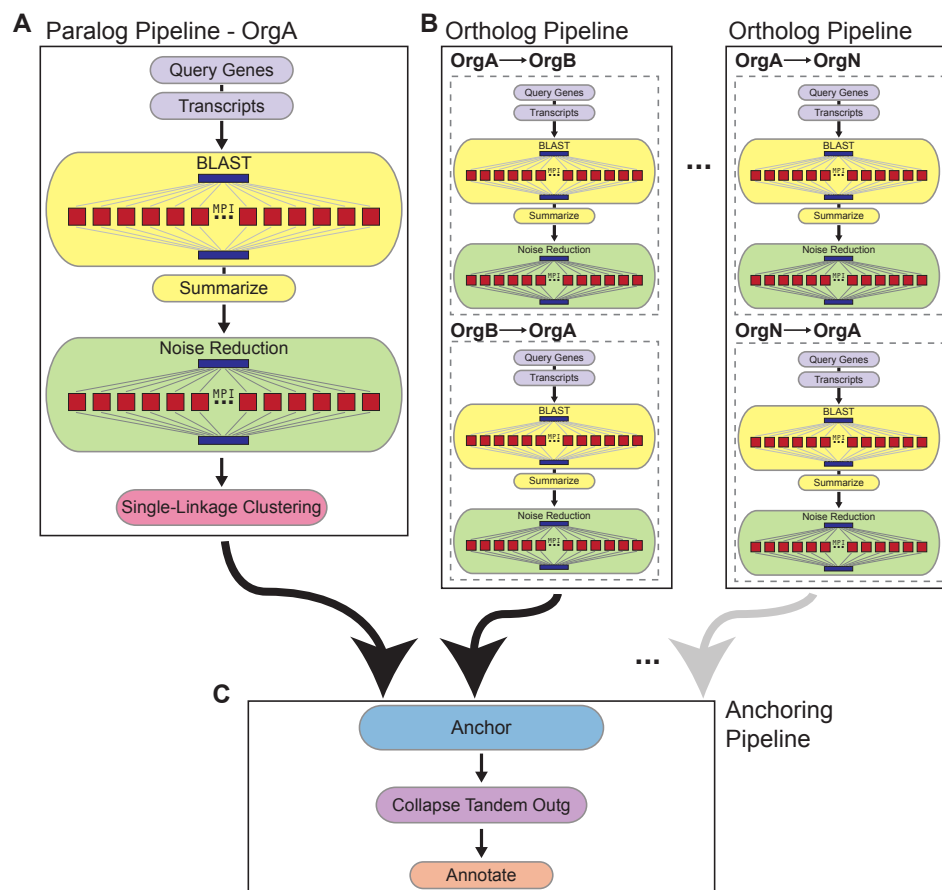 A Paralog Pipeline - OrgA
Query Genes
Transcripts
BLAST
MPI
...
Summarize
Noise Reduction
MPI
...
Single-Linkage Clustering
B Ortholog Pipeline
OrgA→OrgB
Query Genes
Transcripts
BLAST
MPI
...
Summarize
Noise Reduction
MPI
...
OrgB→OrgA
Query Genes
Transcripts
BLAST
MPI
...
Summarize
Noise Reduction
MPI
...
...
Ortholog Pipeline
OrgA→OrgN
Query Genes
Transcripts
BLAST
MPI
...
Summarize
Noise Reduction
MPI
...
OrgN→OrgA
Query Genes
Transcripts
BLAST
MPI
...
Summarize
Noise Reduction
MPI
...
...
C
Anchoring
Pipeline
Anchor
Collapse Tandem Outg
Annotate